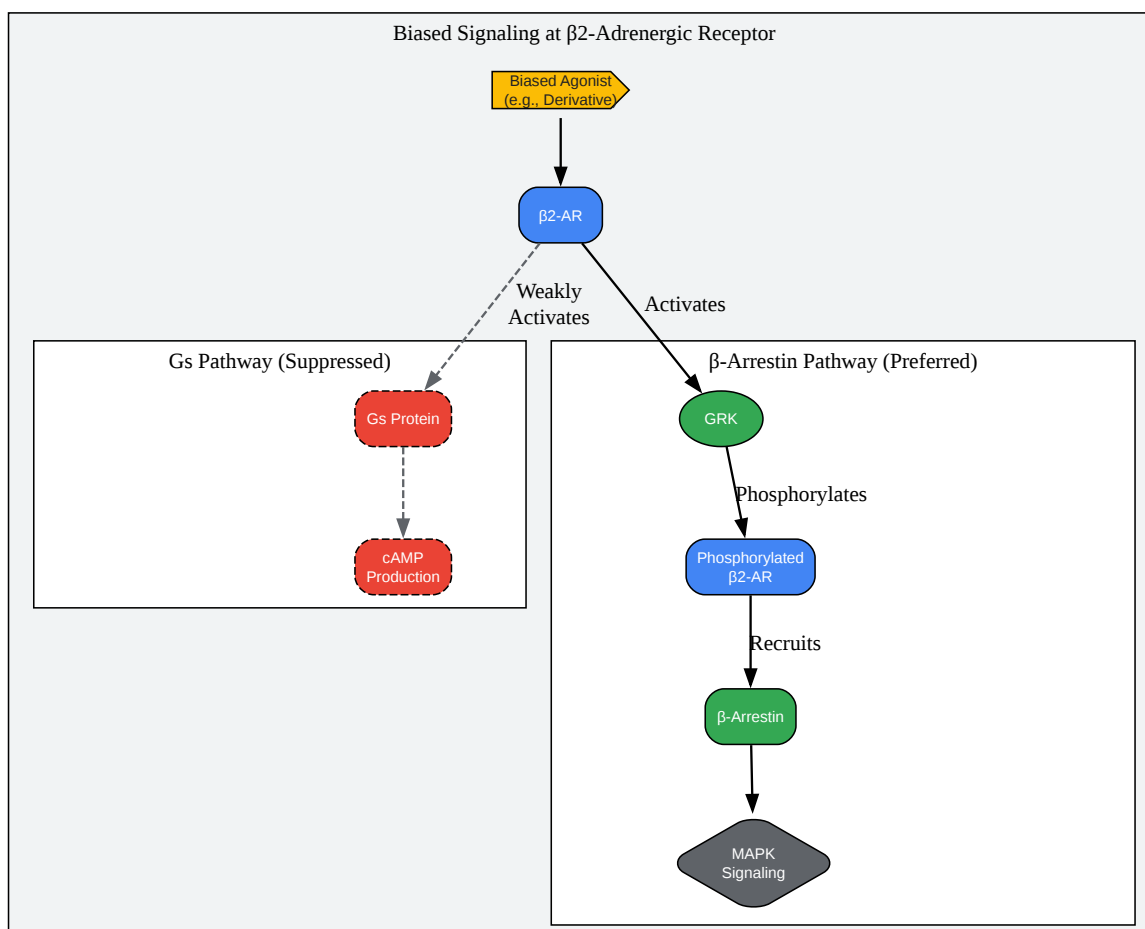 Biased Signaling at β2-Adrenergic Receptor
Biased Agonist
(e.g., Derivative)
β2-AR
Weakly
Activates
Activates
Gs Pathway (Suppressed)
Gs Protein
cAMP
Production
β-Arrestin Pathway (Preferred)
GRK
Phosphorylates
Phosphorylated
β2-AR
Recruits
β-Arrestin
MAPK
Signaling